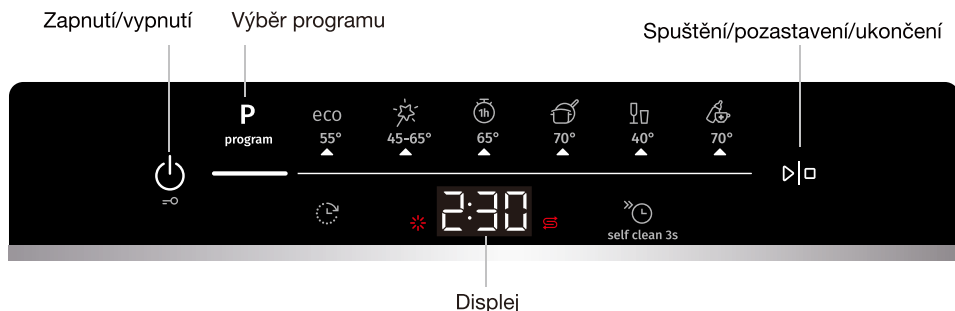 Zapnutí/vypnutí
Výběr programu
Spuštění/pozastavení/ukončení
P
program
eco
55°
45-65°
1h
65°
70°
40°
70°
2:30
self clean 3s
Displej